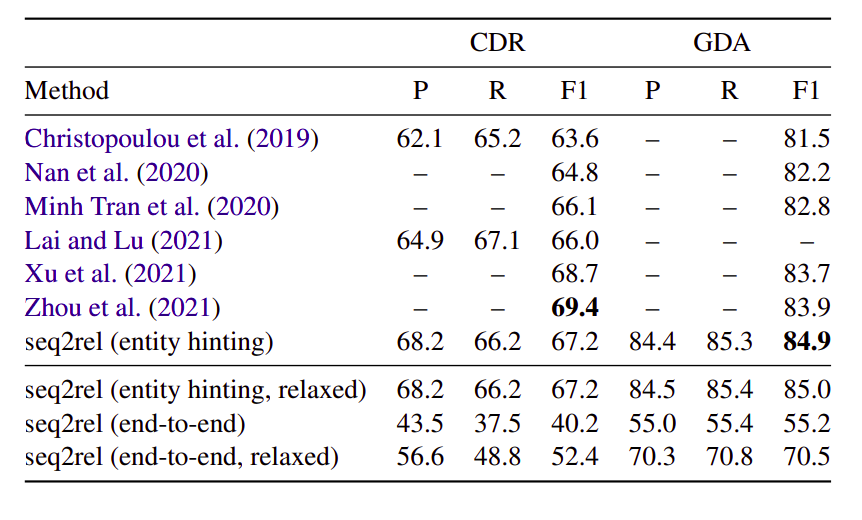 CDR GDA
Method P R F1 P R F1
Christopoulou et al. (2019) 62.1 65.2 63.6 – – 81.5
Nan et al. (2020) – – 64.8 – – 82.2
Minh Tran et al. (2020) – – 66.1 – – 82.8
Lai and Lu (2021) 64.9 67.1 66.0 – – –
Xu et al. (2021) – – 68.7 – – 83.7
Zhou et al. (2021) – – 69.4 – – 83.9
seq2rel (entity hinting) 68.2 66.2 67.2 84.4 85.3 84.9
seq2rel (entity hinting, relaxed) 68.2 66.2 67.2 84.5 85.4 85.0
seq2rel (end-to-end) 43.5 37.5 40.2 55.0 55.4 55.2
seq2rel (end-to-end, relaxed) 56.6 48.8 52.4 70.3 70.8 70.5